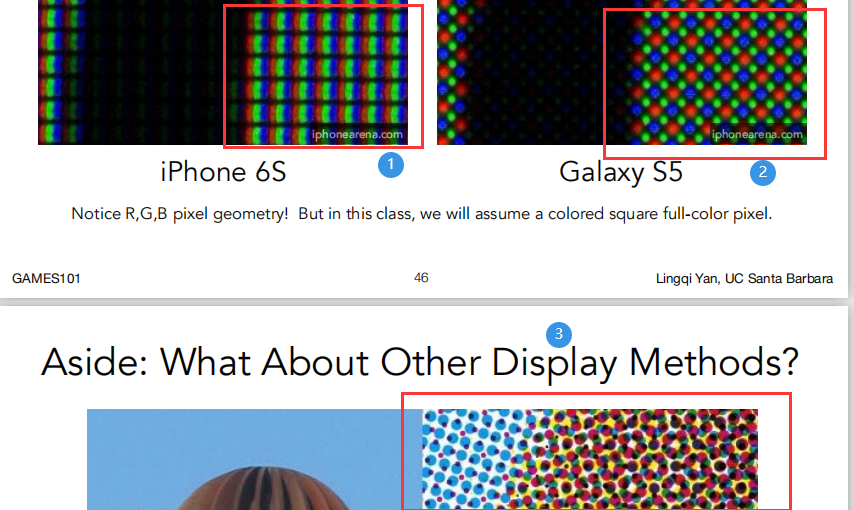 iphonearena.com
iphonearena.com
iPhone 6S
1
Galaxy S5
2
Notice R,G,B pixel geometry!  But in this class, we will assume a colored square full-color pixel.
GAMES101
46
Lingqi Yan, UC Santa Barbara
3
Aside: What About Other Display Methods?